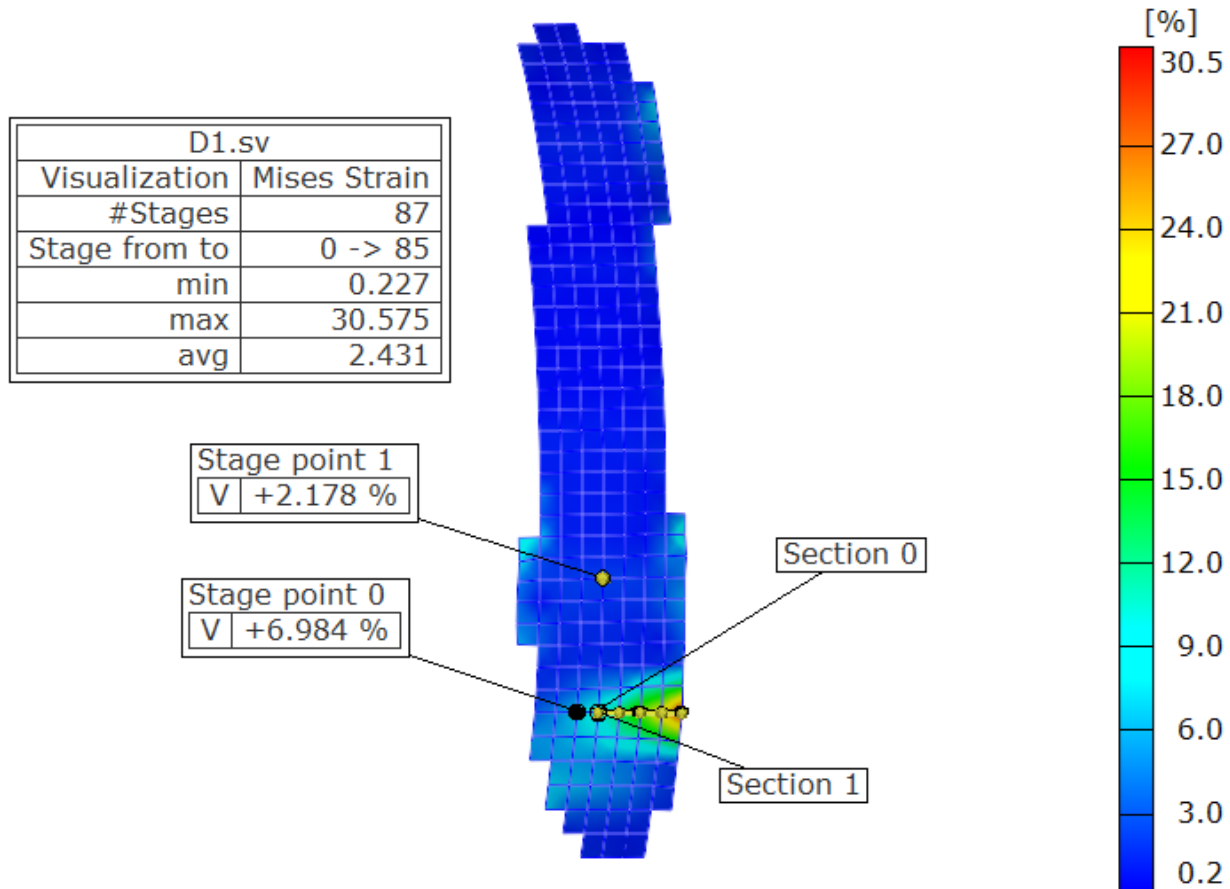 D1.sv
Visualization Mises Strain
#Stages 87
Stage from to 0 -> 85
min 0.227
max 30.575
avg 2.431
Stage point 1
V +2.178 %
Stage point 0
V +6.984 %
Section 0
Section 1
[%]
30.5
27.0
24.0
21.0
18.0
15.0
12.0
9.0
6.0
3.0
0.2